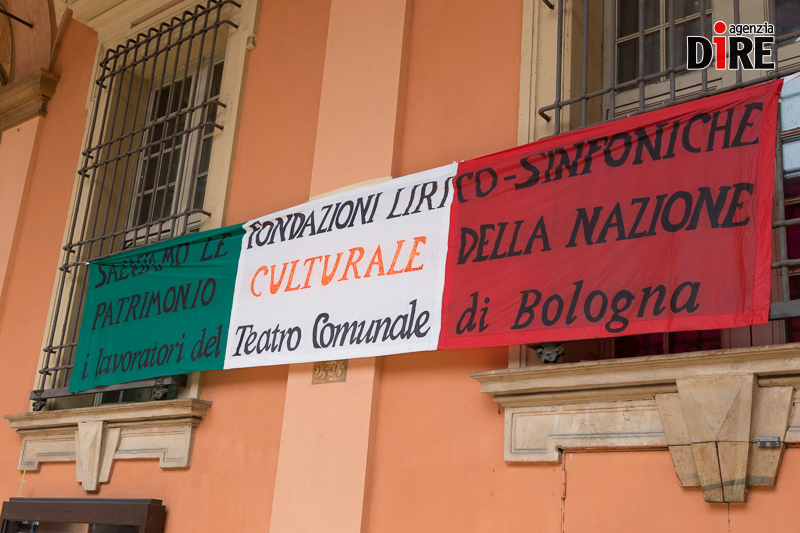 agenzia
DiRE
SALVIAMO LE FONDAZIONI LIRICO-SINFONICHE
PATRIMONIO CULTURALE DELLA NAZIONE
i lavoratori del Teatro Comunale di Bologna